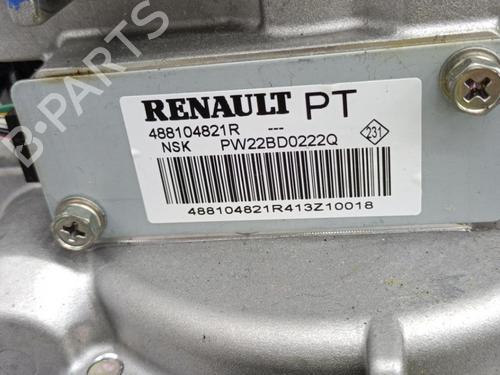 RENAULT PT
488104821R ---
NSK PW22BD0222Q
231
488104821R413Z10018
B-PARTS